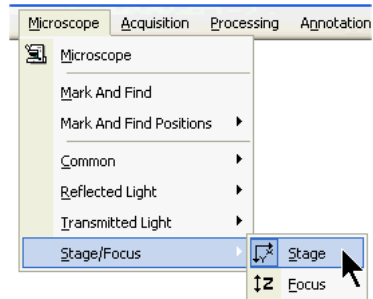 Microscope Acquisition Processing Annotation
Microscope
Mark And Find
Mark And Find Positions
Common
Reflected Light
Transmitted Light
Stage/Focus
Stage
Focus